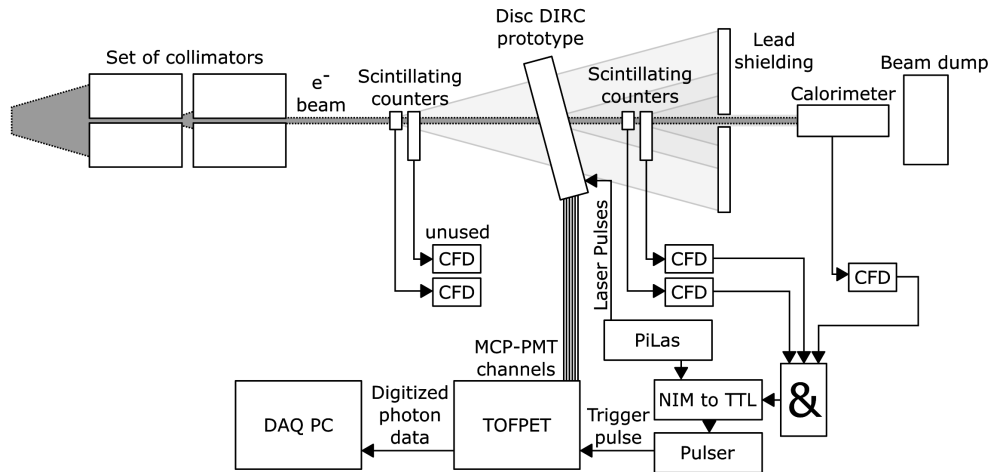 Disc DIRC
prototype
Set of collimators
e- beam
Scintillating
counters
Scintillating
counters
Lead
shielding
Beam dump
Calorimeter
unused
CFD
CFD
Laser Pulses
CFD
CFD
CFD
PiLas
MCP-PMT
channels
DAQ PC
Digitized
photon
data
TOFPET
Trigger
pulse
NIM to TTL
Pulser
&